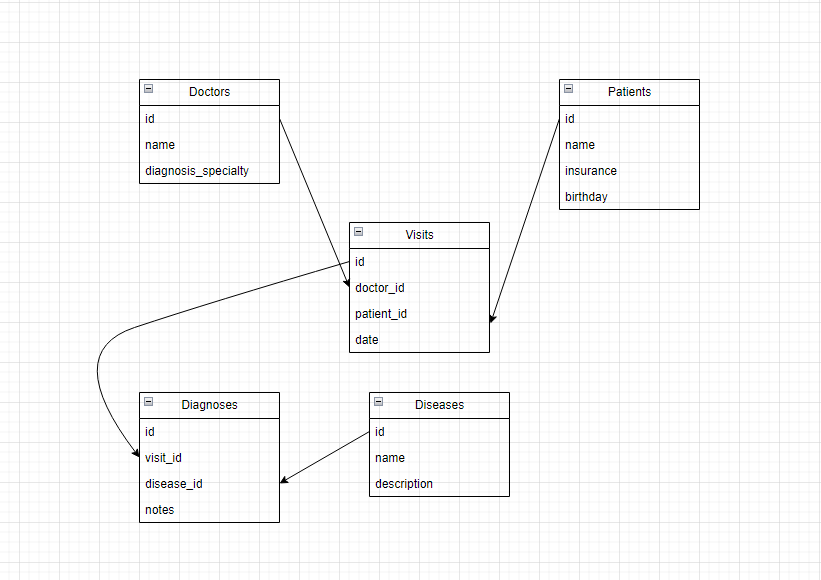 Doctors
id
name
diagnosis_specialty
Patients
id
name
insurance
birthday
Visits
id
doctor_id
patient_id
date
Diagnoses
id
visit_id
disease_id
notes
Diseases
id
name
description